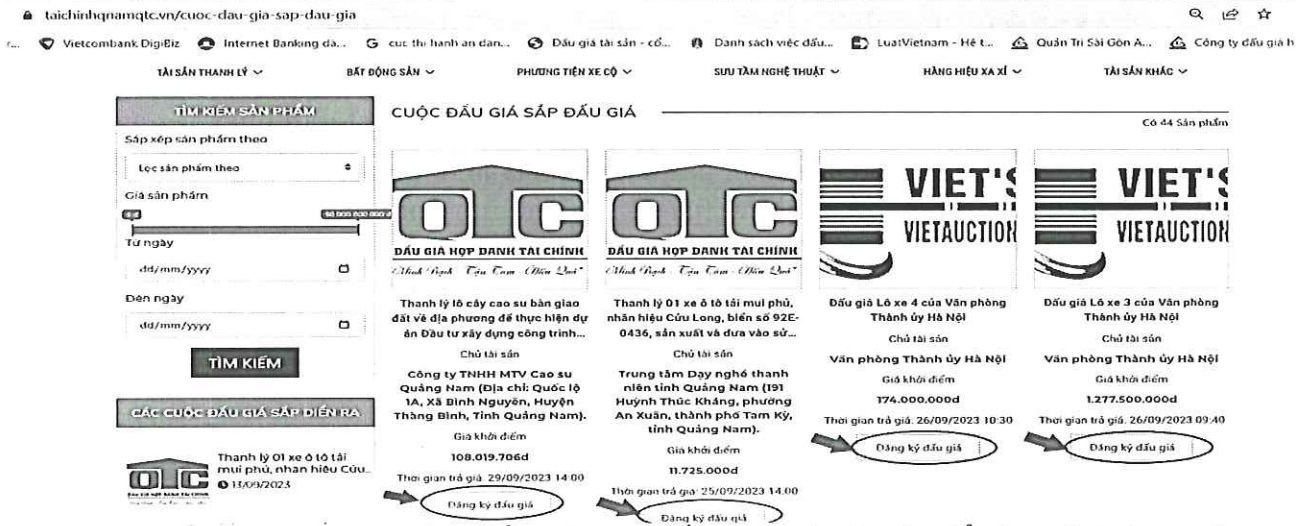 taichinhqnamqtc.vn/cuoc-dau-gia-sap-dau-gia
Vietcombank DigiBiz
Internet Banking dà...
cuc thi hanh an dan...
Đấu giá tài sản - cổ...
Danh sách việc đấu...
LuatVietnam - Hệ t...
Quản Trị Sài Gòn A...
Công ty đấu giá h
TÀI SẢN THANH LÝ
BẤT ĐỘNG SẢN
PHƯƠNG TIỆN XE CỘ
SƯU TẦM NGHỆ THUẬT
HÀNG HIỆU XA XỈ
TÀI SẢN KHÁC
TÌM KIẾM SẢN PHẨM
Sắp xếp sản phẩm theo
Lọc sản phẩm theo
Giá sản phẩm
Từ ngày
dd/mm/yyyy
Đến ngày
dd/mm/yyyy
TÌM KIẾM
CÁC CUỘC ĐẤU GIÁ SẮP DIỄN RA
Thanh lý 01 xe ô tô tải
mui phủ, nhãn hiệu Cửu...
13/09/2023
CUỘC ĐẤU GIÁ SẮP ĐẤU GIÁ
Có 44 Sản phẩm
QTC
ĐẤU GIÁ HỢP DANH TÀI CHÍNH
Thanh lý lô cây cao su bàn giao
đất về địa phương để thực hiện dự
án Đầu tư xây dựng công trình...
Chủ tài sản
Công ty TNHH MTV Cao su
Quảng Nam (Địa chỉ: Quốc lộ
1A, Xã Bình Nguyên, Huyện
Thăng Bình, Tỉnh Quảng Nam).
Giá khởi điểm
108.019.706đ
Thời gian trả giá: 29/09/2023 14:00
Đăng ký đấu giá
QTC
ĐẤU GIÁ HỢP DANH TÀI CHÍNH
Thanh lý 01 xe ô tô tải mui phủ,
nhãn hiệu Cửu Long, biển số 92E-
0436, sản xuất và đưa vào sử...
Chủ tài sản
Trung tâm Dạy nghề thanh
niên tỉnh Quảng Nam (191
Huỳnh Thúc Kháng, phường
An Xuân, thành phố Tam Kỳ,
tỉnh Quảng Nam).
Giá khởi điểm
11.725.000đ
Thời gian trả giá: 25/09/2023 14:00
Đăng ký đấu giá
VIET'S
VIETAUCTION
Đấu giá Lô xe 4 của Văn phòng
Thành ủy Hà Nội
Chủ tài sản
Văn phòng Thành ủy Hà Nội
Giá khởi điểm
174.000.000đ
Thời gian trả giá: 26/09/2023 10:30
Đăng ký đấu giá
VIET'S
VIETAUCTION
Đấu giá Lô xe 3 của Văn phòng
Thành ủy Hà Nội
Chủ tài sản
Văn phòng Thành ủy Hà Nội
Giá khởi điểm
1.277.500.000đ
Thời gian trả giá: 26/09/2023 09:40
Đăng ký đấu giá